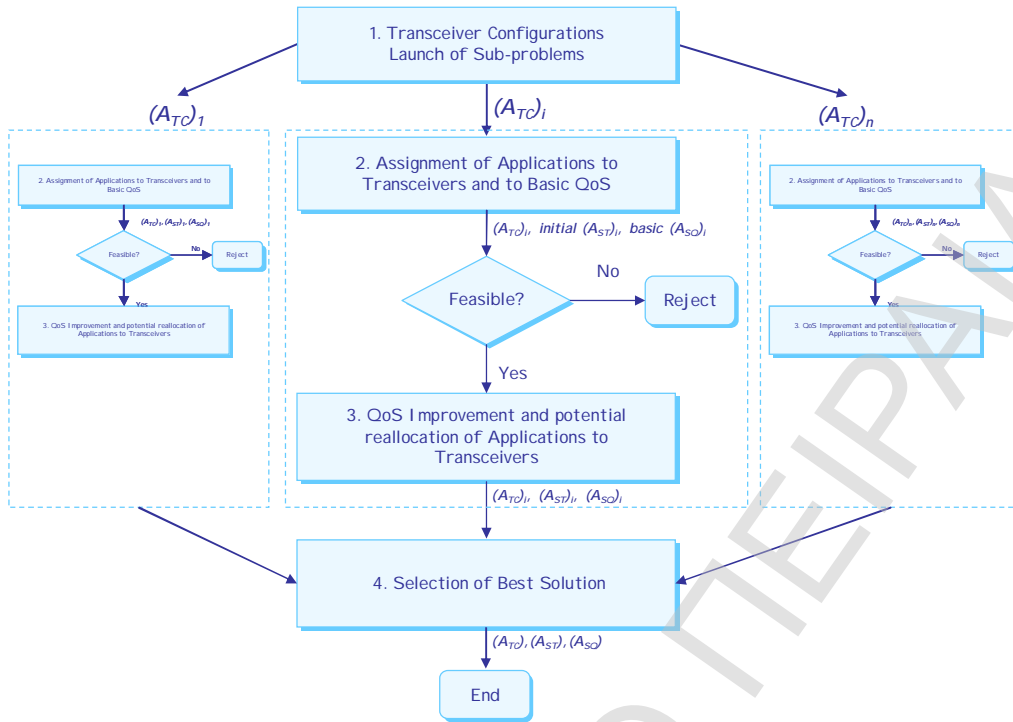 1. Transceiver Configurations
Launch of Sub-problems
(A_TC)_1
(A_TC)_i
(A_TC)_n
2. Assignment of Applications to Transceivers and to
Basic QoS
(A_TC)_1, (A_ST)_1, (A_SQ)_1
Feasible?
No
Reject
Yes
3. QoS Improvement and potential reallocation of
Applications to Transceivers
2. Assignment of Applications to
Transceivers and to Basic QoS
(A_TC)_i, initial (A_ST)_i, basic (A_SQ)_i
Feasible?
No
Reject
Yes
3. QoS Improvement and potential
reallocation of Applications to
Transceivers
(A_TC)_i, (A_ST)_i, (A_SQ)_i
2. Assignment of Applications to Transceivers and to
Basic QoS
(A_TC)_n, (A_ST)_n, (A_SQ)_n
Feasible?
No
Reject
Yes
3. QoS Improvement and potential reallocation of
Applications to Transceivers
4. Selection of Best Solution
(A_TC), (A_ST), (A_SQ)
End
ΠΕΙΡΑΙ